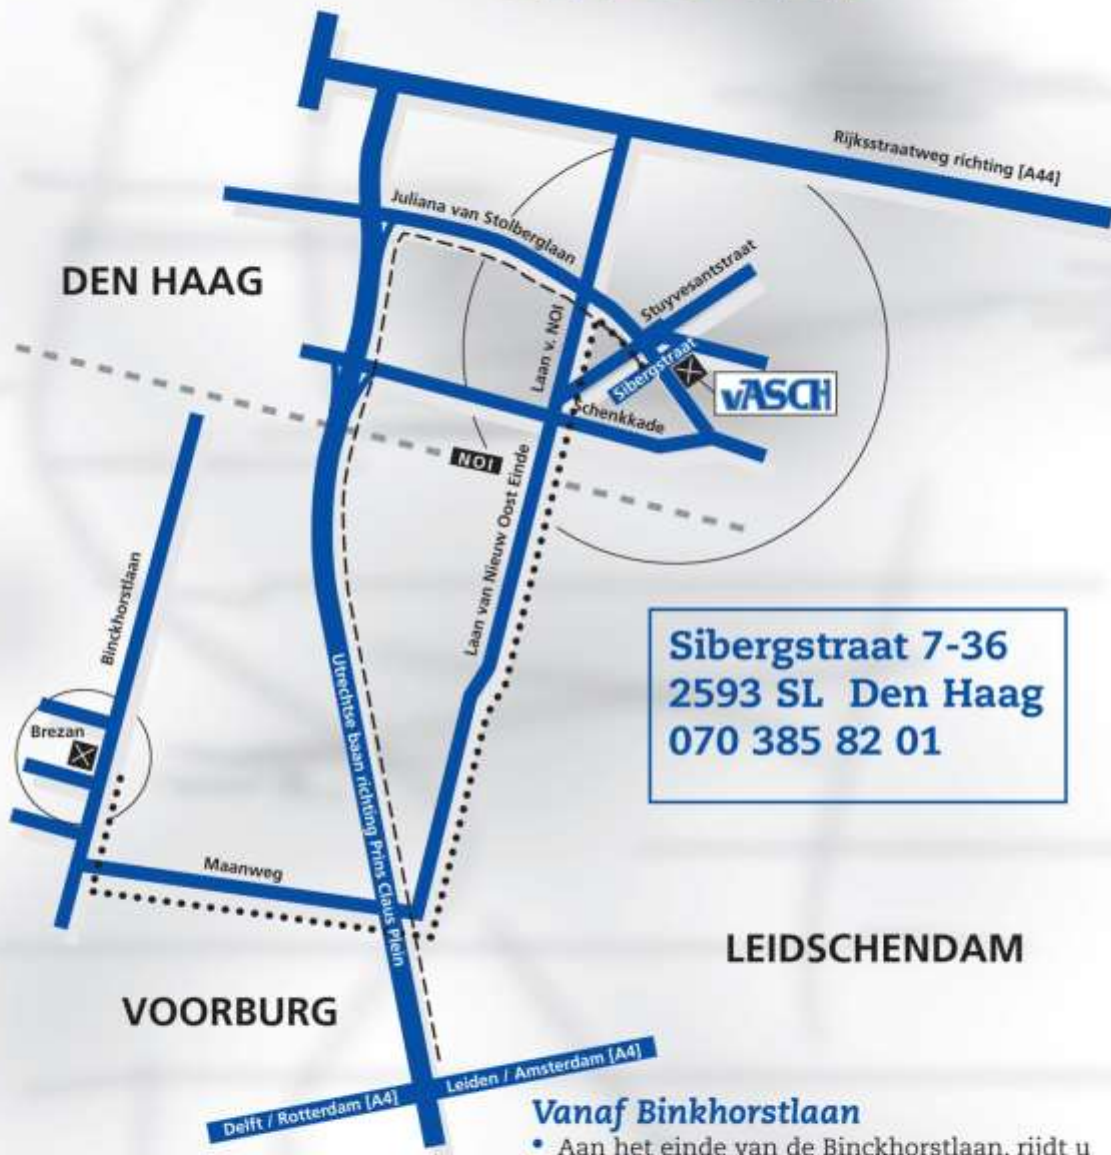 Rijksstraatweg richting [A44]
Juliana van Stolberglaan
DEN HAAG
Stuyvesantstraat
Laan v. NOI
Sibergstraat
vASCH
Schenkkade
NOI
Laan van Nieuw Oost Einde
Binckhorstlaan
Sibergstraat 7-36
2593 SL Den Haag
070 385 82 01
Utrechtse baan richting Prins Claus Plein
Brezan
Maanweg
LEIDSCHENDAM
VOORBURG
Delft / Rotterdam [A4]
Leiden / Amsterdam [A4]
Vanaf Binkhorstlaan
• Aan het einde van de Binckhorstlaan, rijdt u